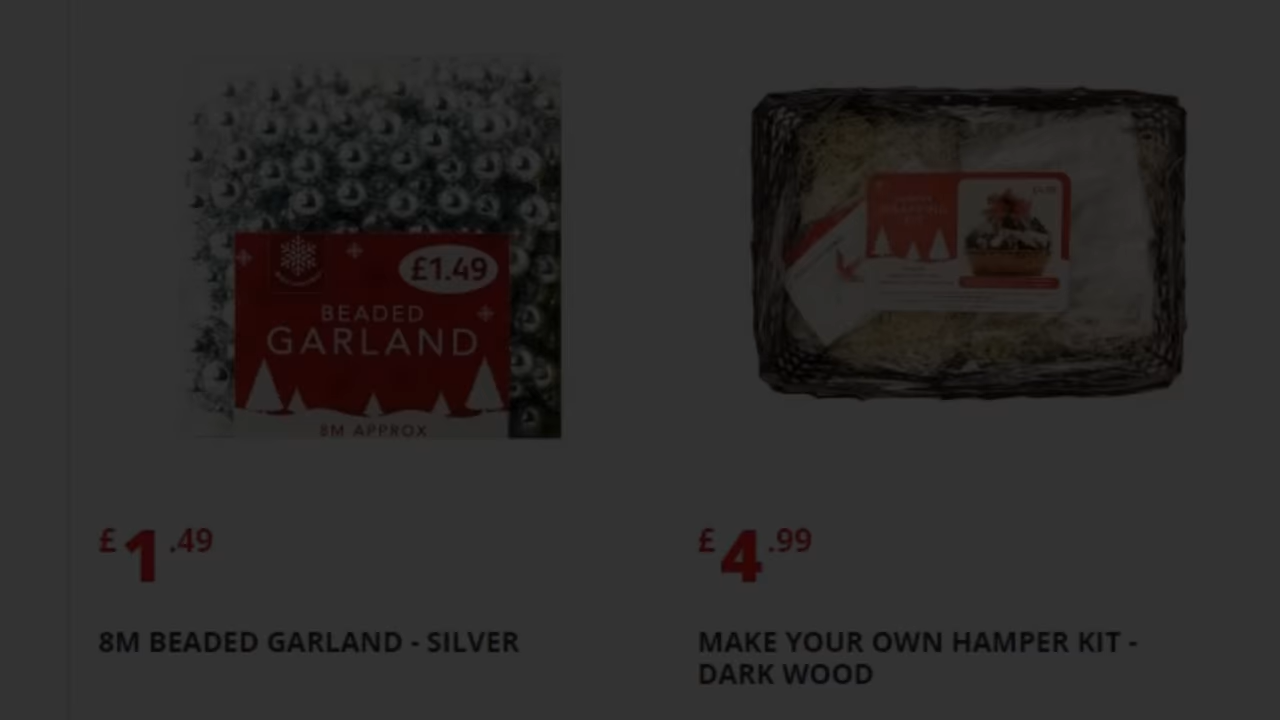 £1.49
BEADED
GARLAND
8M APPROX
£1.49
£4.99
8M BEADED GARLAND - SILVER
MAKE YOUR OWN HAMPER KIT -
DARK WOOD